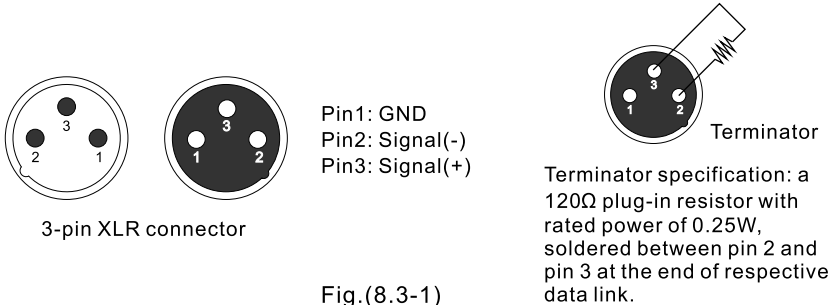 3
2
1
3-pin XLR connector
3
1
2
Pin1: GND
Pin2: Signal(-)
Pin3: Signal(+)
Fig.(8.3-1)
3
1
2
Terminator
Terminator specification: a
120Ω plug-in resistor with
rated power of 0.25W,
soldered between pin 2 and
pin 3 at the end of respective
data link.